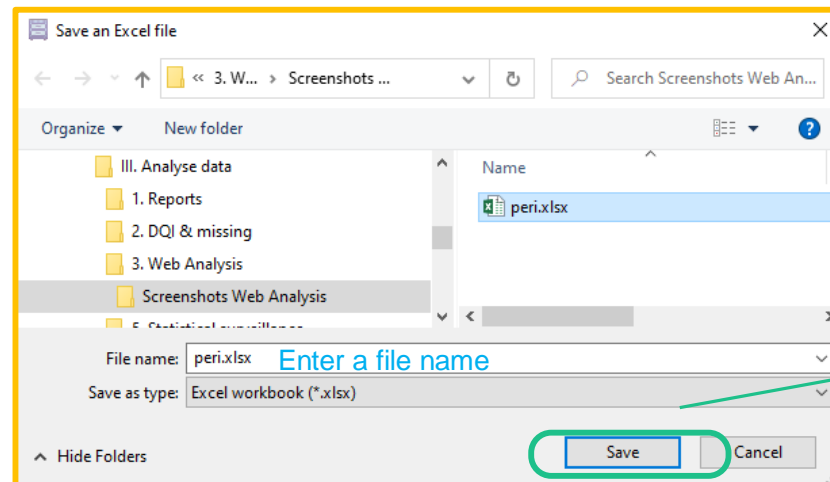 Save an Excel file
« 3. W... › Screenshots ...
Search Screenshots Web An...
Organize
New folder
III. Analyse data
1. Reports
2. DQI & missing
3. Web Analysis
Screenshots Web Analysis
Name
peri.xlsx
File name: peri.xlsx Enter a file name
Save as type: Excel workbook (*.xlsx)
Hide Folders
Save
Cancel